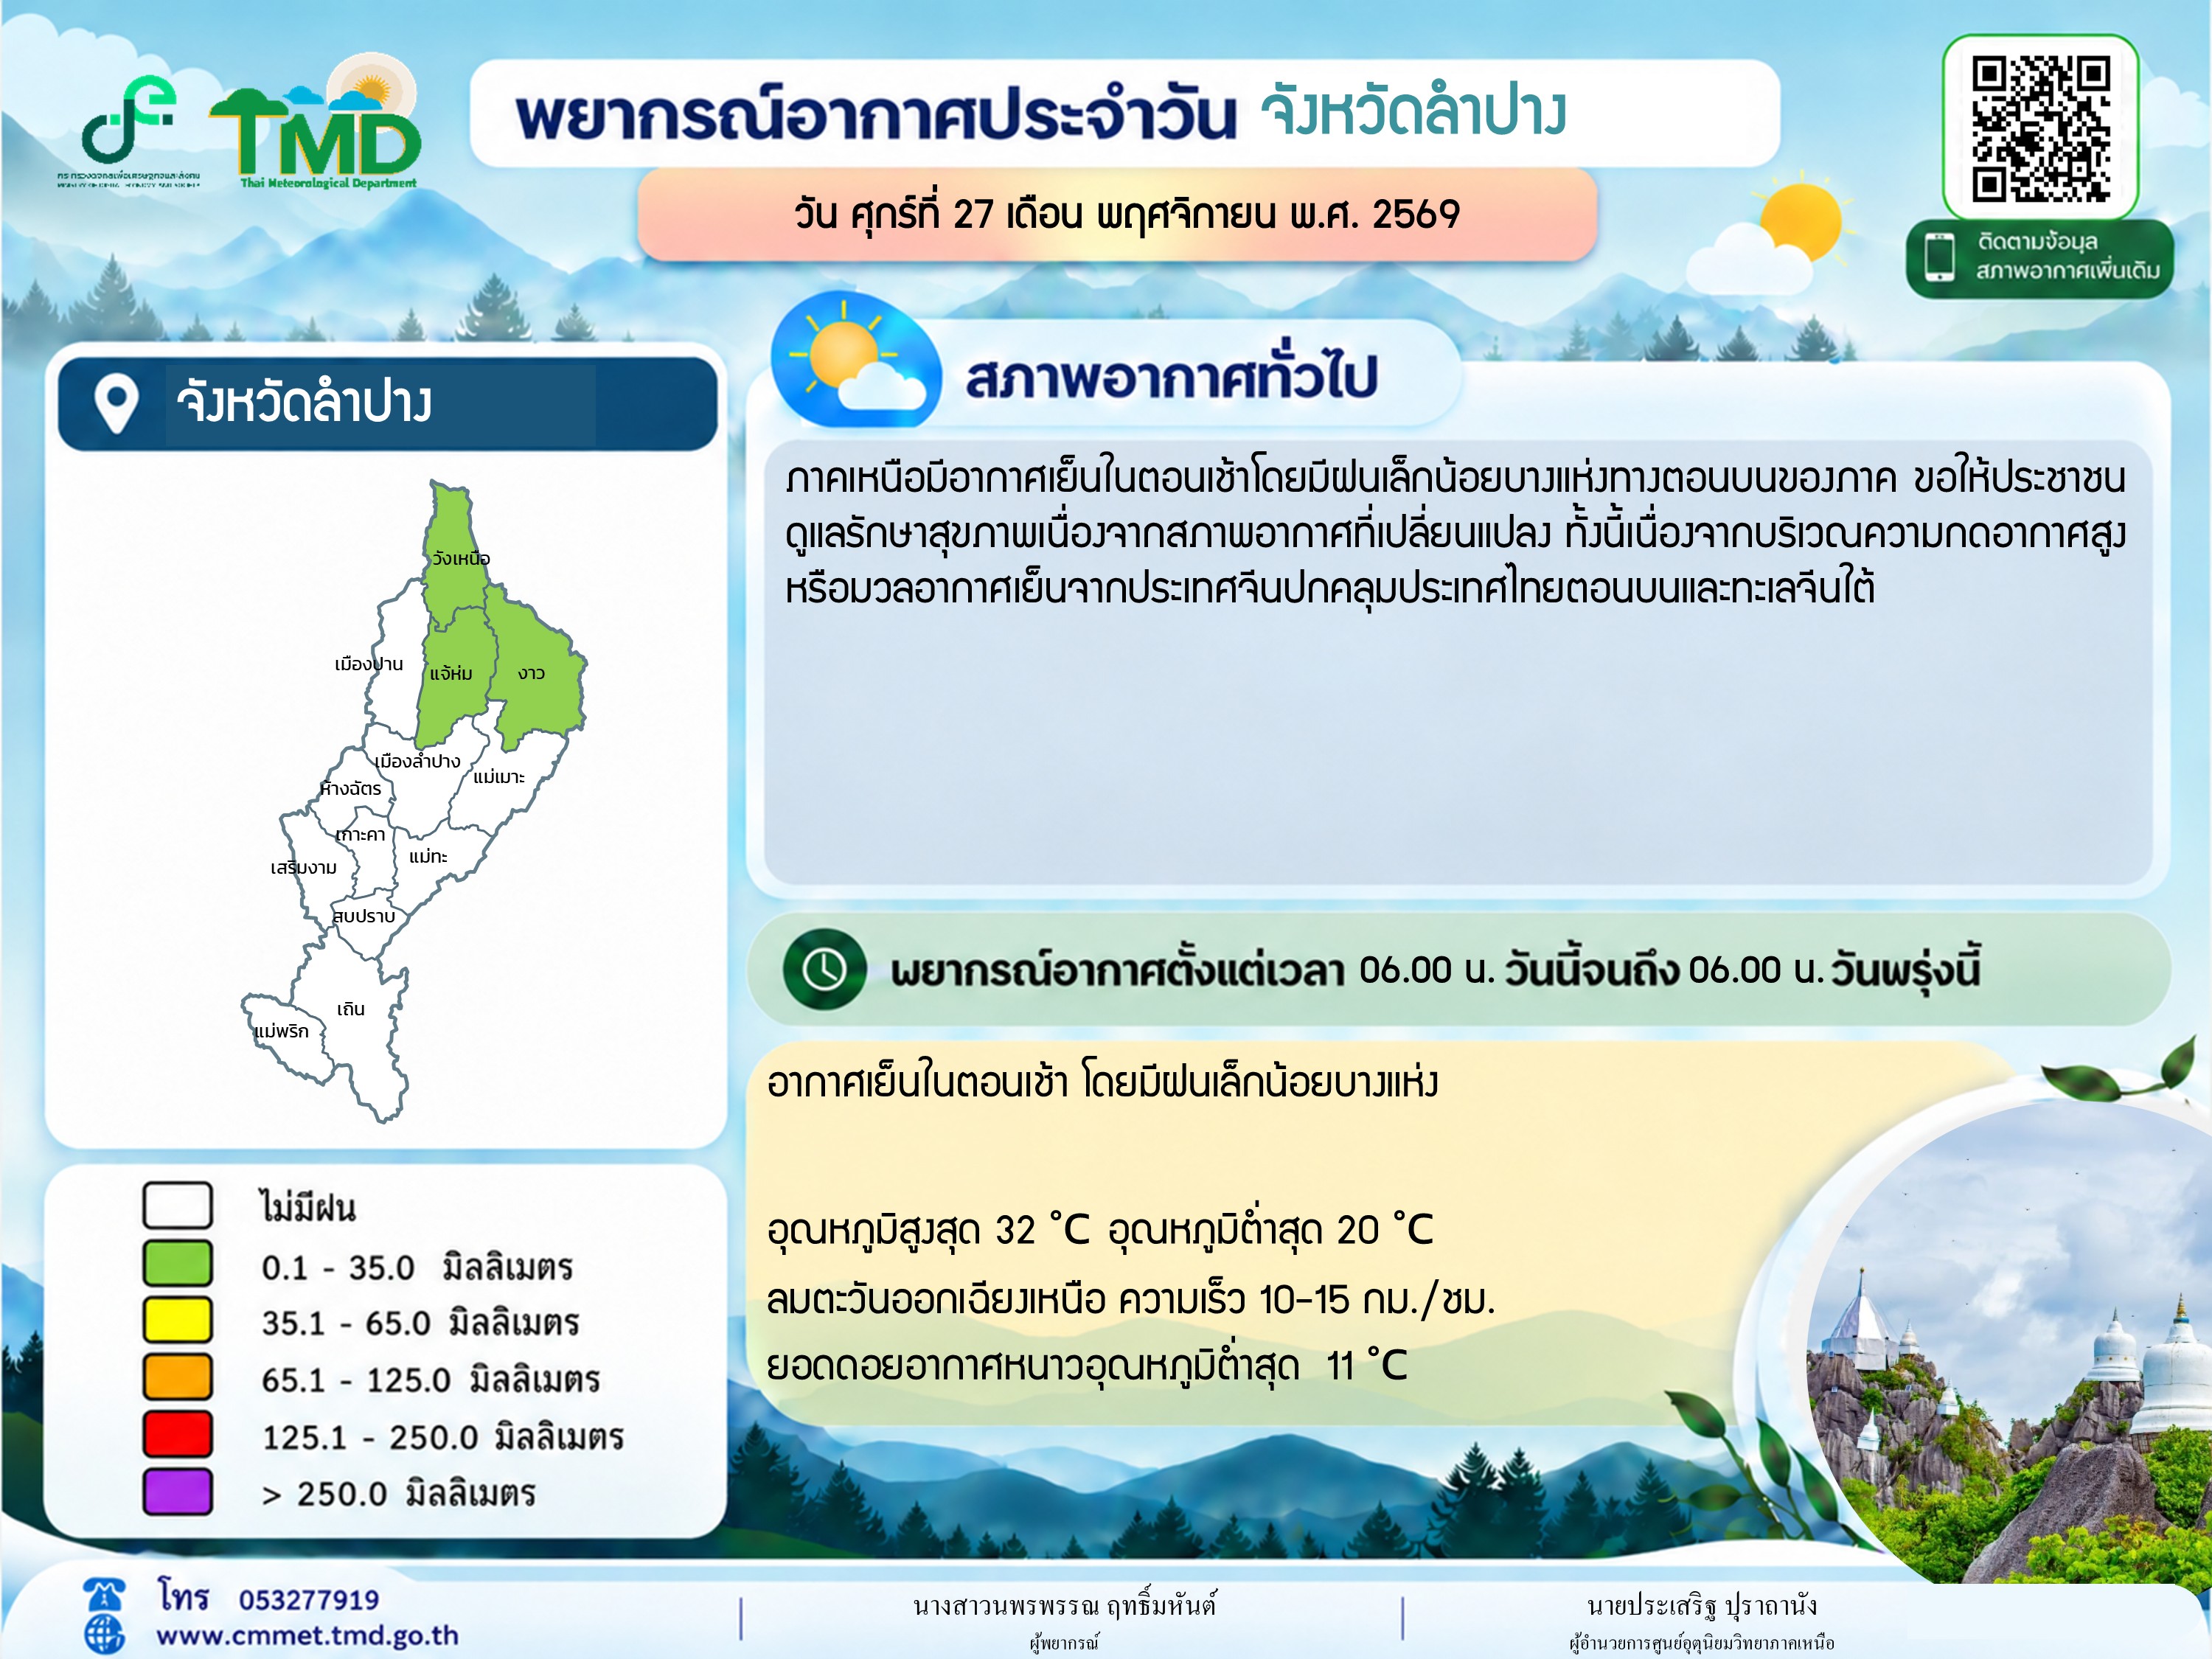 พยากรณ์อากาศประจำวัน จังหวัดลำปาง
TMD
Thai Meteorological Department
วัน ศุกร์ที่ 27 เดือน พฤศจิกายน พ.ศ. 2569
ติดตามข้อมูล
สภาพอากาศเพิ่มเติม
จังหวัดลำปาง
วังเหนือ
เมืองปาน
แจ้ห่ม
งาว
เมืองลำปาง
แม่เมาะ
ห้างฉัตร
เกาะคา
แม่ทะ
เสริมงาม
สบปราบ
เถิน
แม่พริก
สภาพอากาศทั่วไป
ภาคเหนือมีอากาศเย็นในตอนเช้าโดยมีฝนเล็กน้อยบางแห่งทางตอนบนของภาค ขอให้ประชาชน
ดูแลรักษาสุขภาพเนื่องจากสภาพอากาศที่เปลี่ยนแปลง ทั้งนี้เนื่องจากบริเวณความกดอากาศสูง
หรือมวลอากาศเย็นจากประเทศจีนปกคลุมประเทศไทยตอนบนและทะเลจีนใต้
พยากรณ์อากาศตั้งแต่เวลา 06.00 น. วันนี้จนถึง 06.00 น. วันพรุ่งนี้
อากาศเย็นในตอนเช้า โดยมีฝนเล็กน้อยบางแห่ง
อุณหภูมิสูงสุด 32 °C อุณหภูมิต่ำสุด 20 °C
ลมตะวันออกเฉียงเหนือ ความเร็ว 10-15 กม./ชม.
ยอดดอยอากาศหนาวอุณหภูมิต่ำสุด 11 °C
ไม่มีฝน
0.1 - 35.0 มิลลิเมตร
35.1 - 65.0 มิลลิเมตร
65.1 - 125.0 มิลลิเมตร
125.1 - 250.0 มิลลิเมตร
> 250.0 มิลลิเมตร
โทร 053277919
www.cmmet.tmd.go.th
นางสาวนพรพรรณ ฤทธิ์มหันต์
ผู้พยากรณ์
นายประเสริฐ ปุราถานัง
ผู้อำนวยการศูนย์อุตุนิยมวิทยาภาคเหนือ